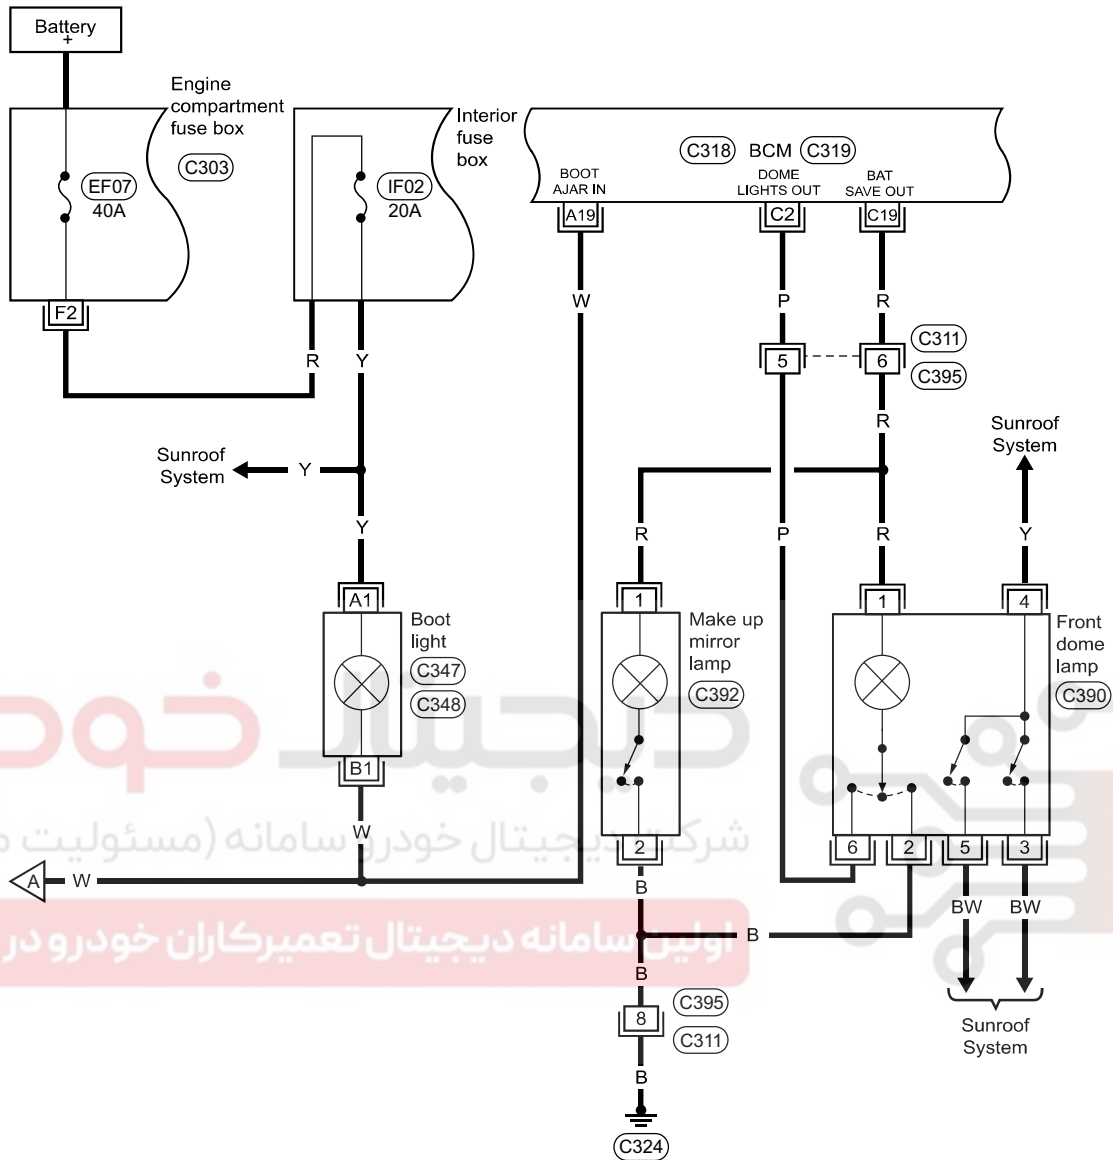 Battery
+
Engine
compartment
fuse box
C303
EF07
40A
F2
Interior
fuse
box
IF02
20A
C318 BCM C319
BOOT
AJAR IN
DOME
LIGHTS OUT
BAT
SAVE OUT
A19
C2
C19
W
P
R
R
Y
5
6
C311
C395
R
Sunroof
System
Y
Sunroof
System
Y
R
P
R
Y
A1
Boot
light
C347
C348
B1
1
Make up
mirror
lamp
C392
2
1
4
Front
dome
lamp
C390
6
2
5
3
دیجیتال خودر
شرکت دیجیتال خودرو سامانه (مسئولیت م
W
A
W
B
BW
BW
اولین سامانه دیجیتال تعمیرکاران خودرو در
B
B
8
C395
C311
Sunroof
System
B
C324